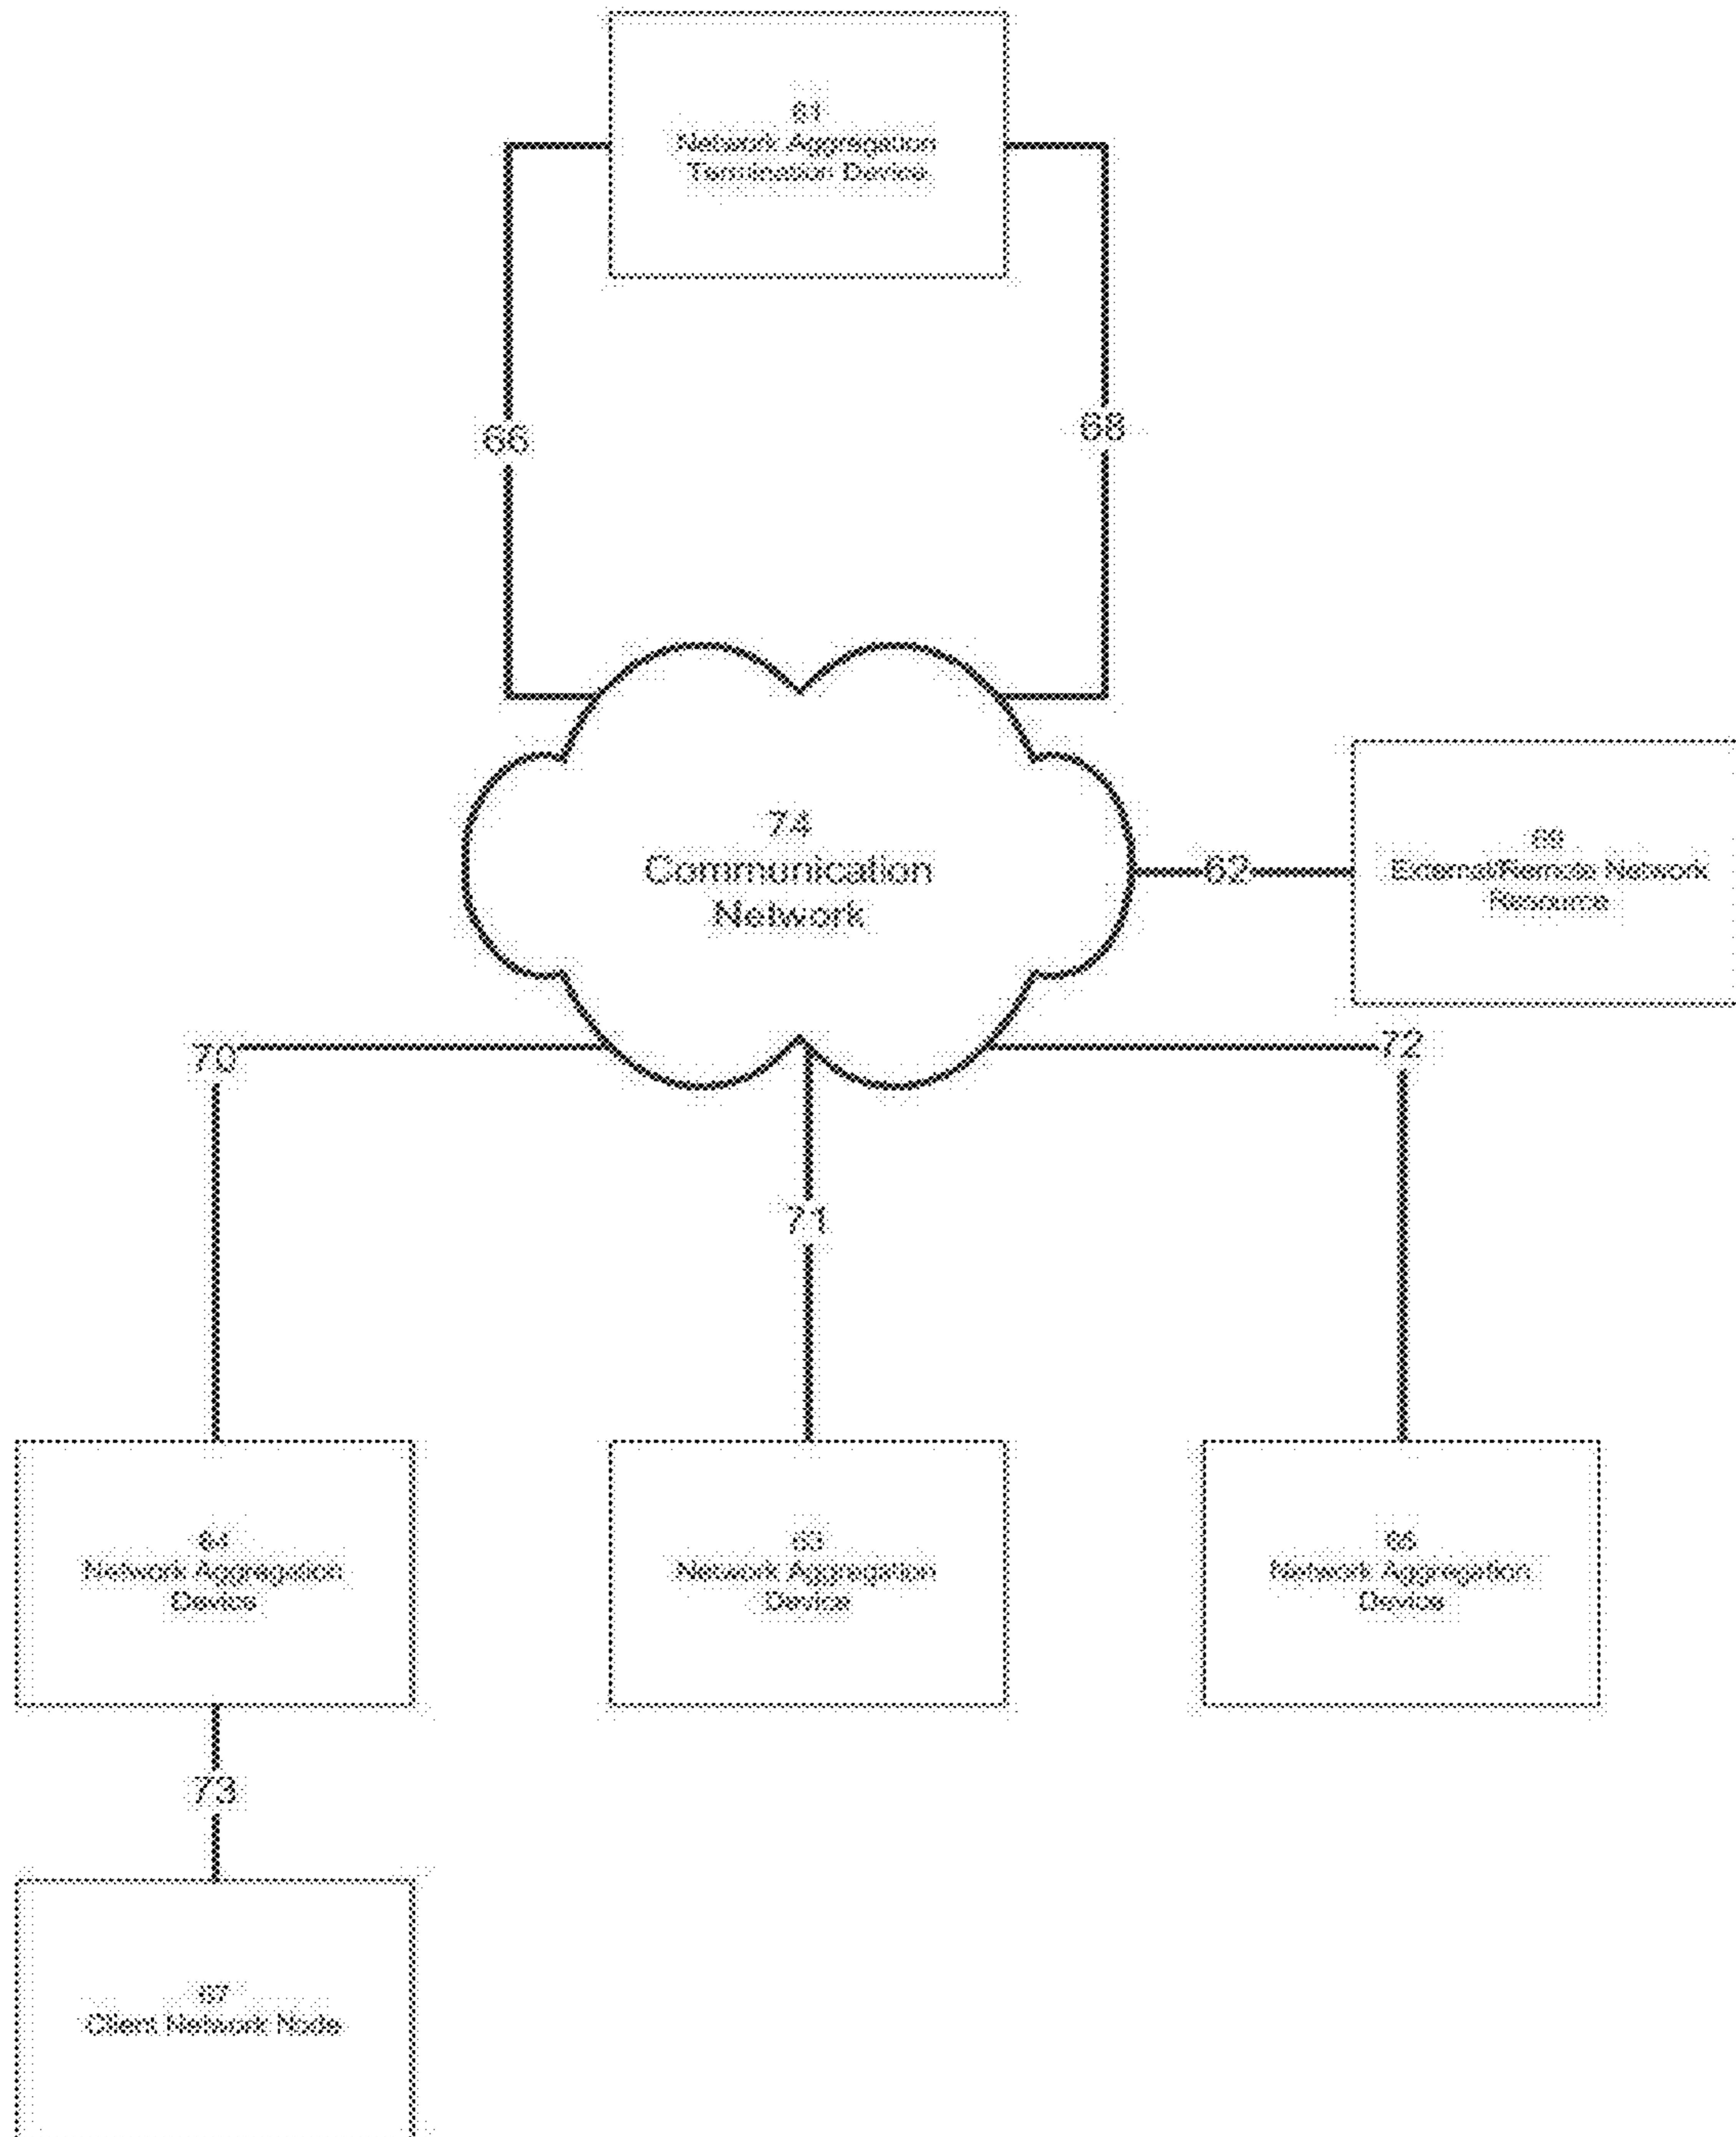 61
Network Aggregation
Termination Device
66
68
74
Communication
Network
62
69
External/Remote Network
Resource
70
72
71
64
Network Aggregation
Device
63
Network Aggregation
Device
65
Network Aggregation
Device
73
67
Client Network Node